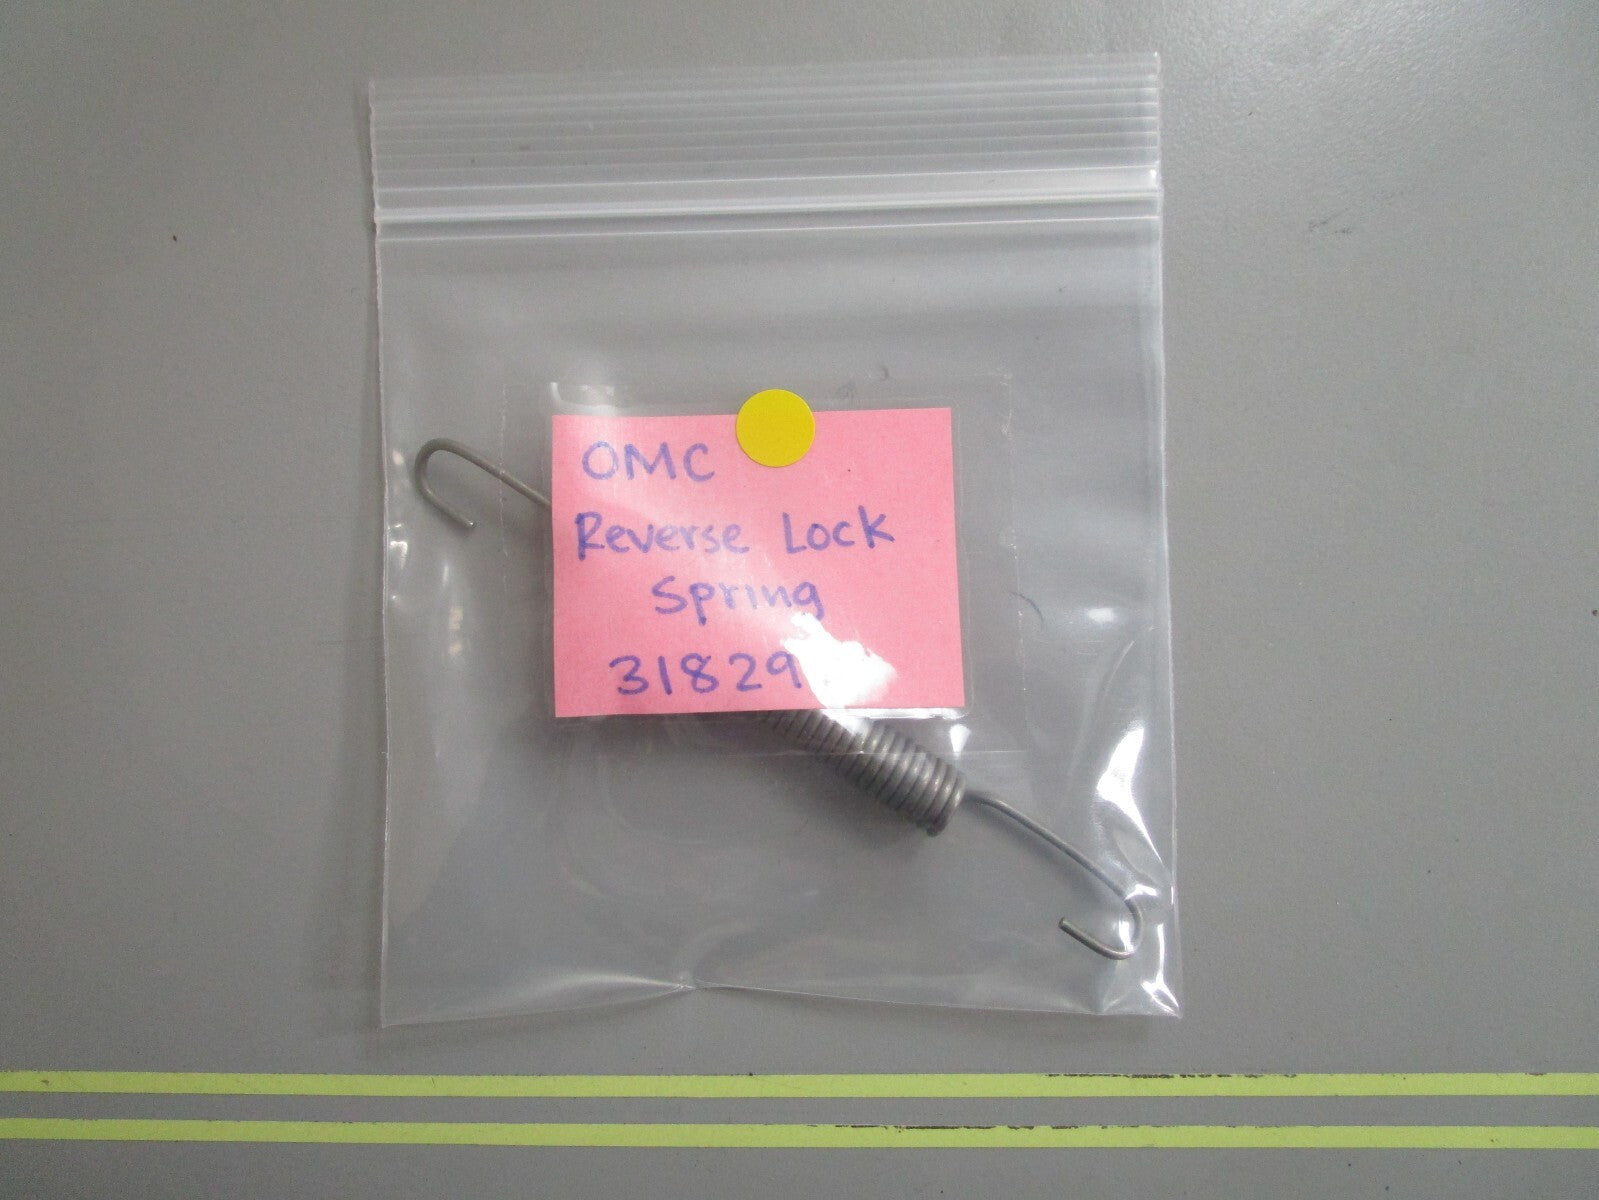 OMC
Reverse Lock
Spring
31829